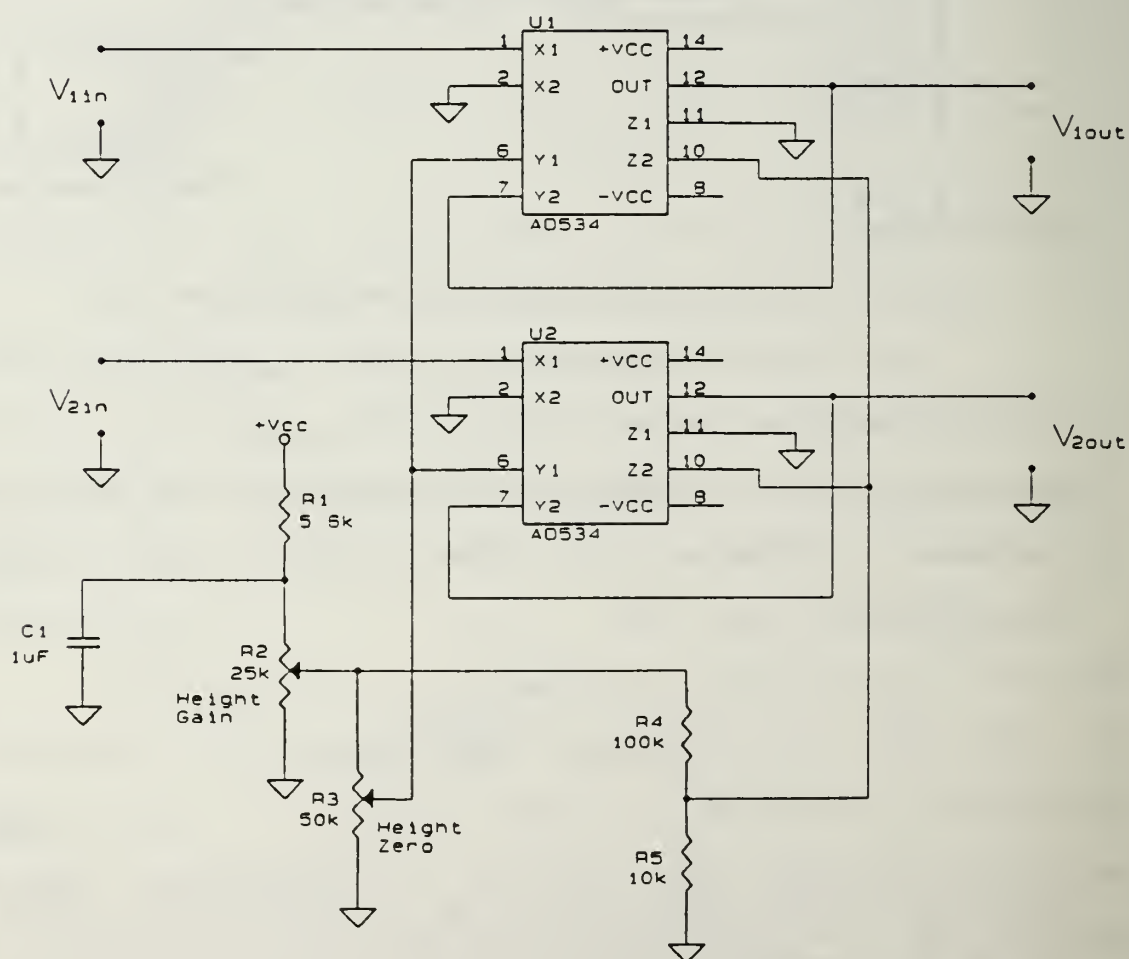 U1
1 X1 +VCC 14
2 X2 OUT 12
Z1 11
6 Y1 Z2 10
7 Y2 -VCC 8
AD534
V1in
V1out
U2
1 X1 +VCC 14
2 X2 OUT 12
Z1 11
6 Y1 Z2 10
7 Y2 -VCC 8
AD534
V2in
V2out
+Vcc
R1
5.6k
C1
1uF
R2
25k
Height
Gain
R3
50k
Height
Zero
R4
100k
R5
10k